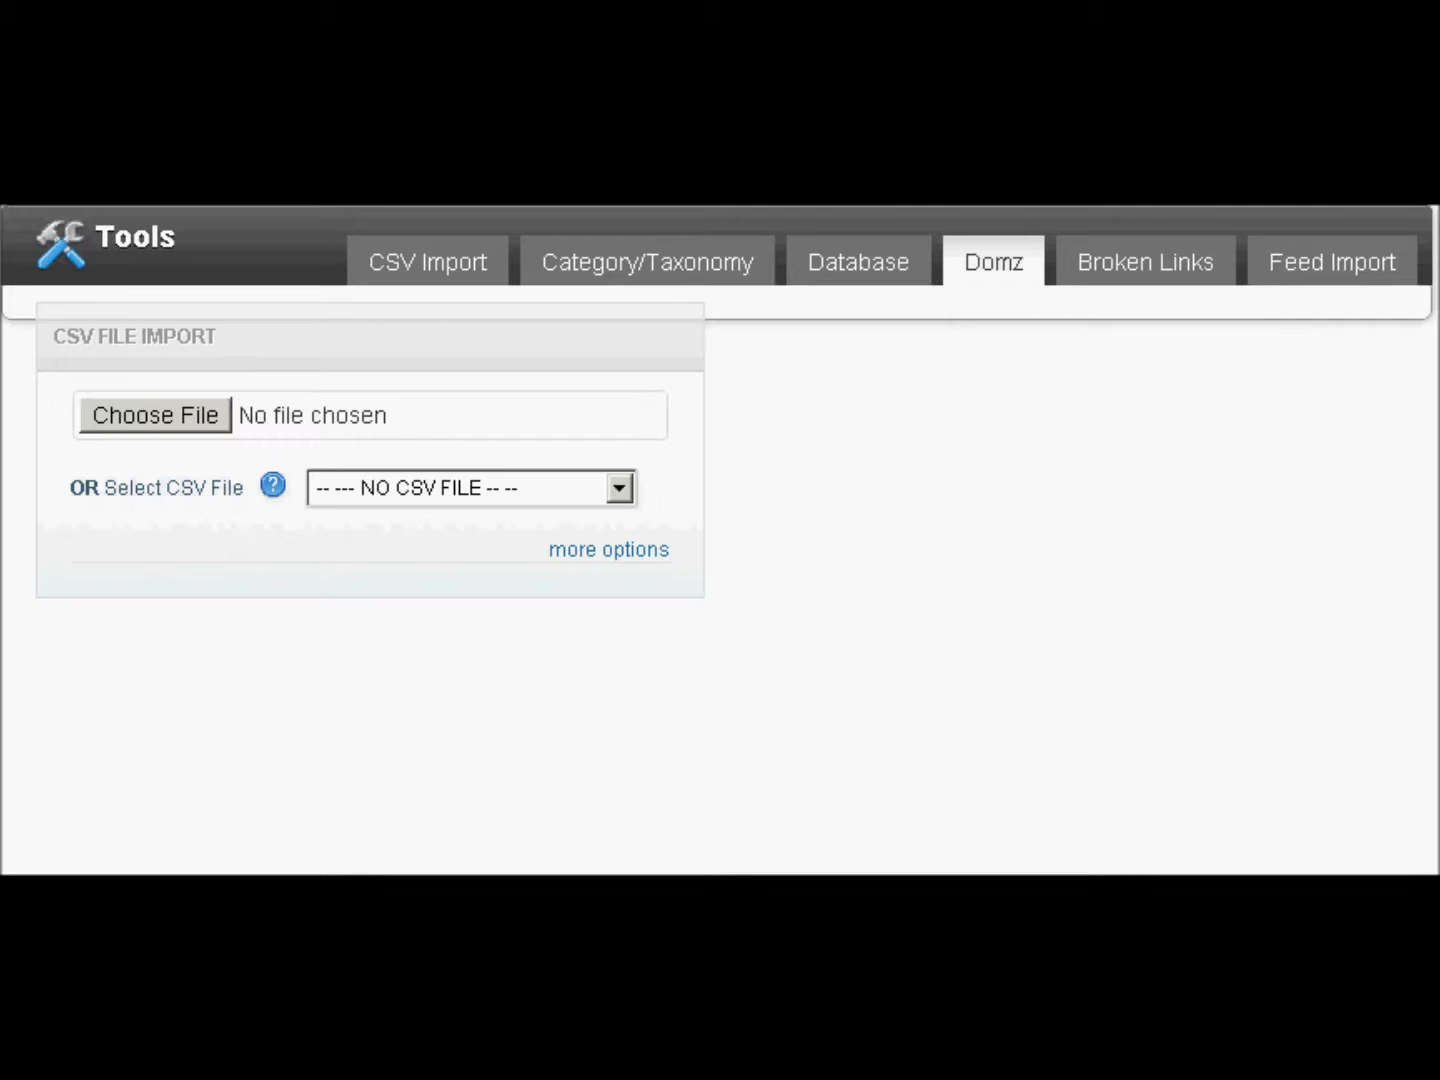 Tools
CSV Import Category/Taxonomy Database Domz Broken Links Feed Import
CSV FILE IMPORT
Choose File No file chosen
OR Select CSV File ? -- --- NO CSV FILE -- --
more options